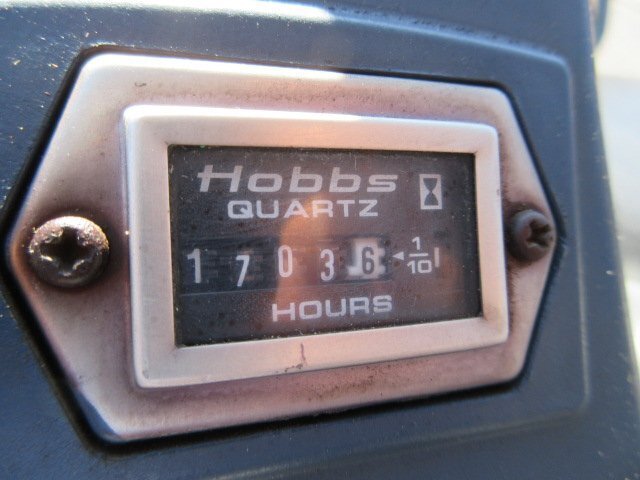 Hobbs
QUARTZ
1 7 0 3 6 ◄ 1/10
HOURS